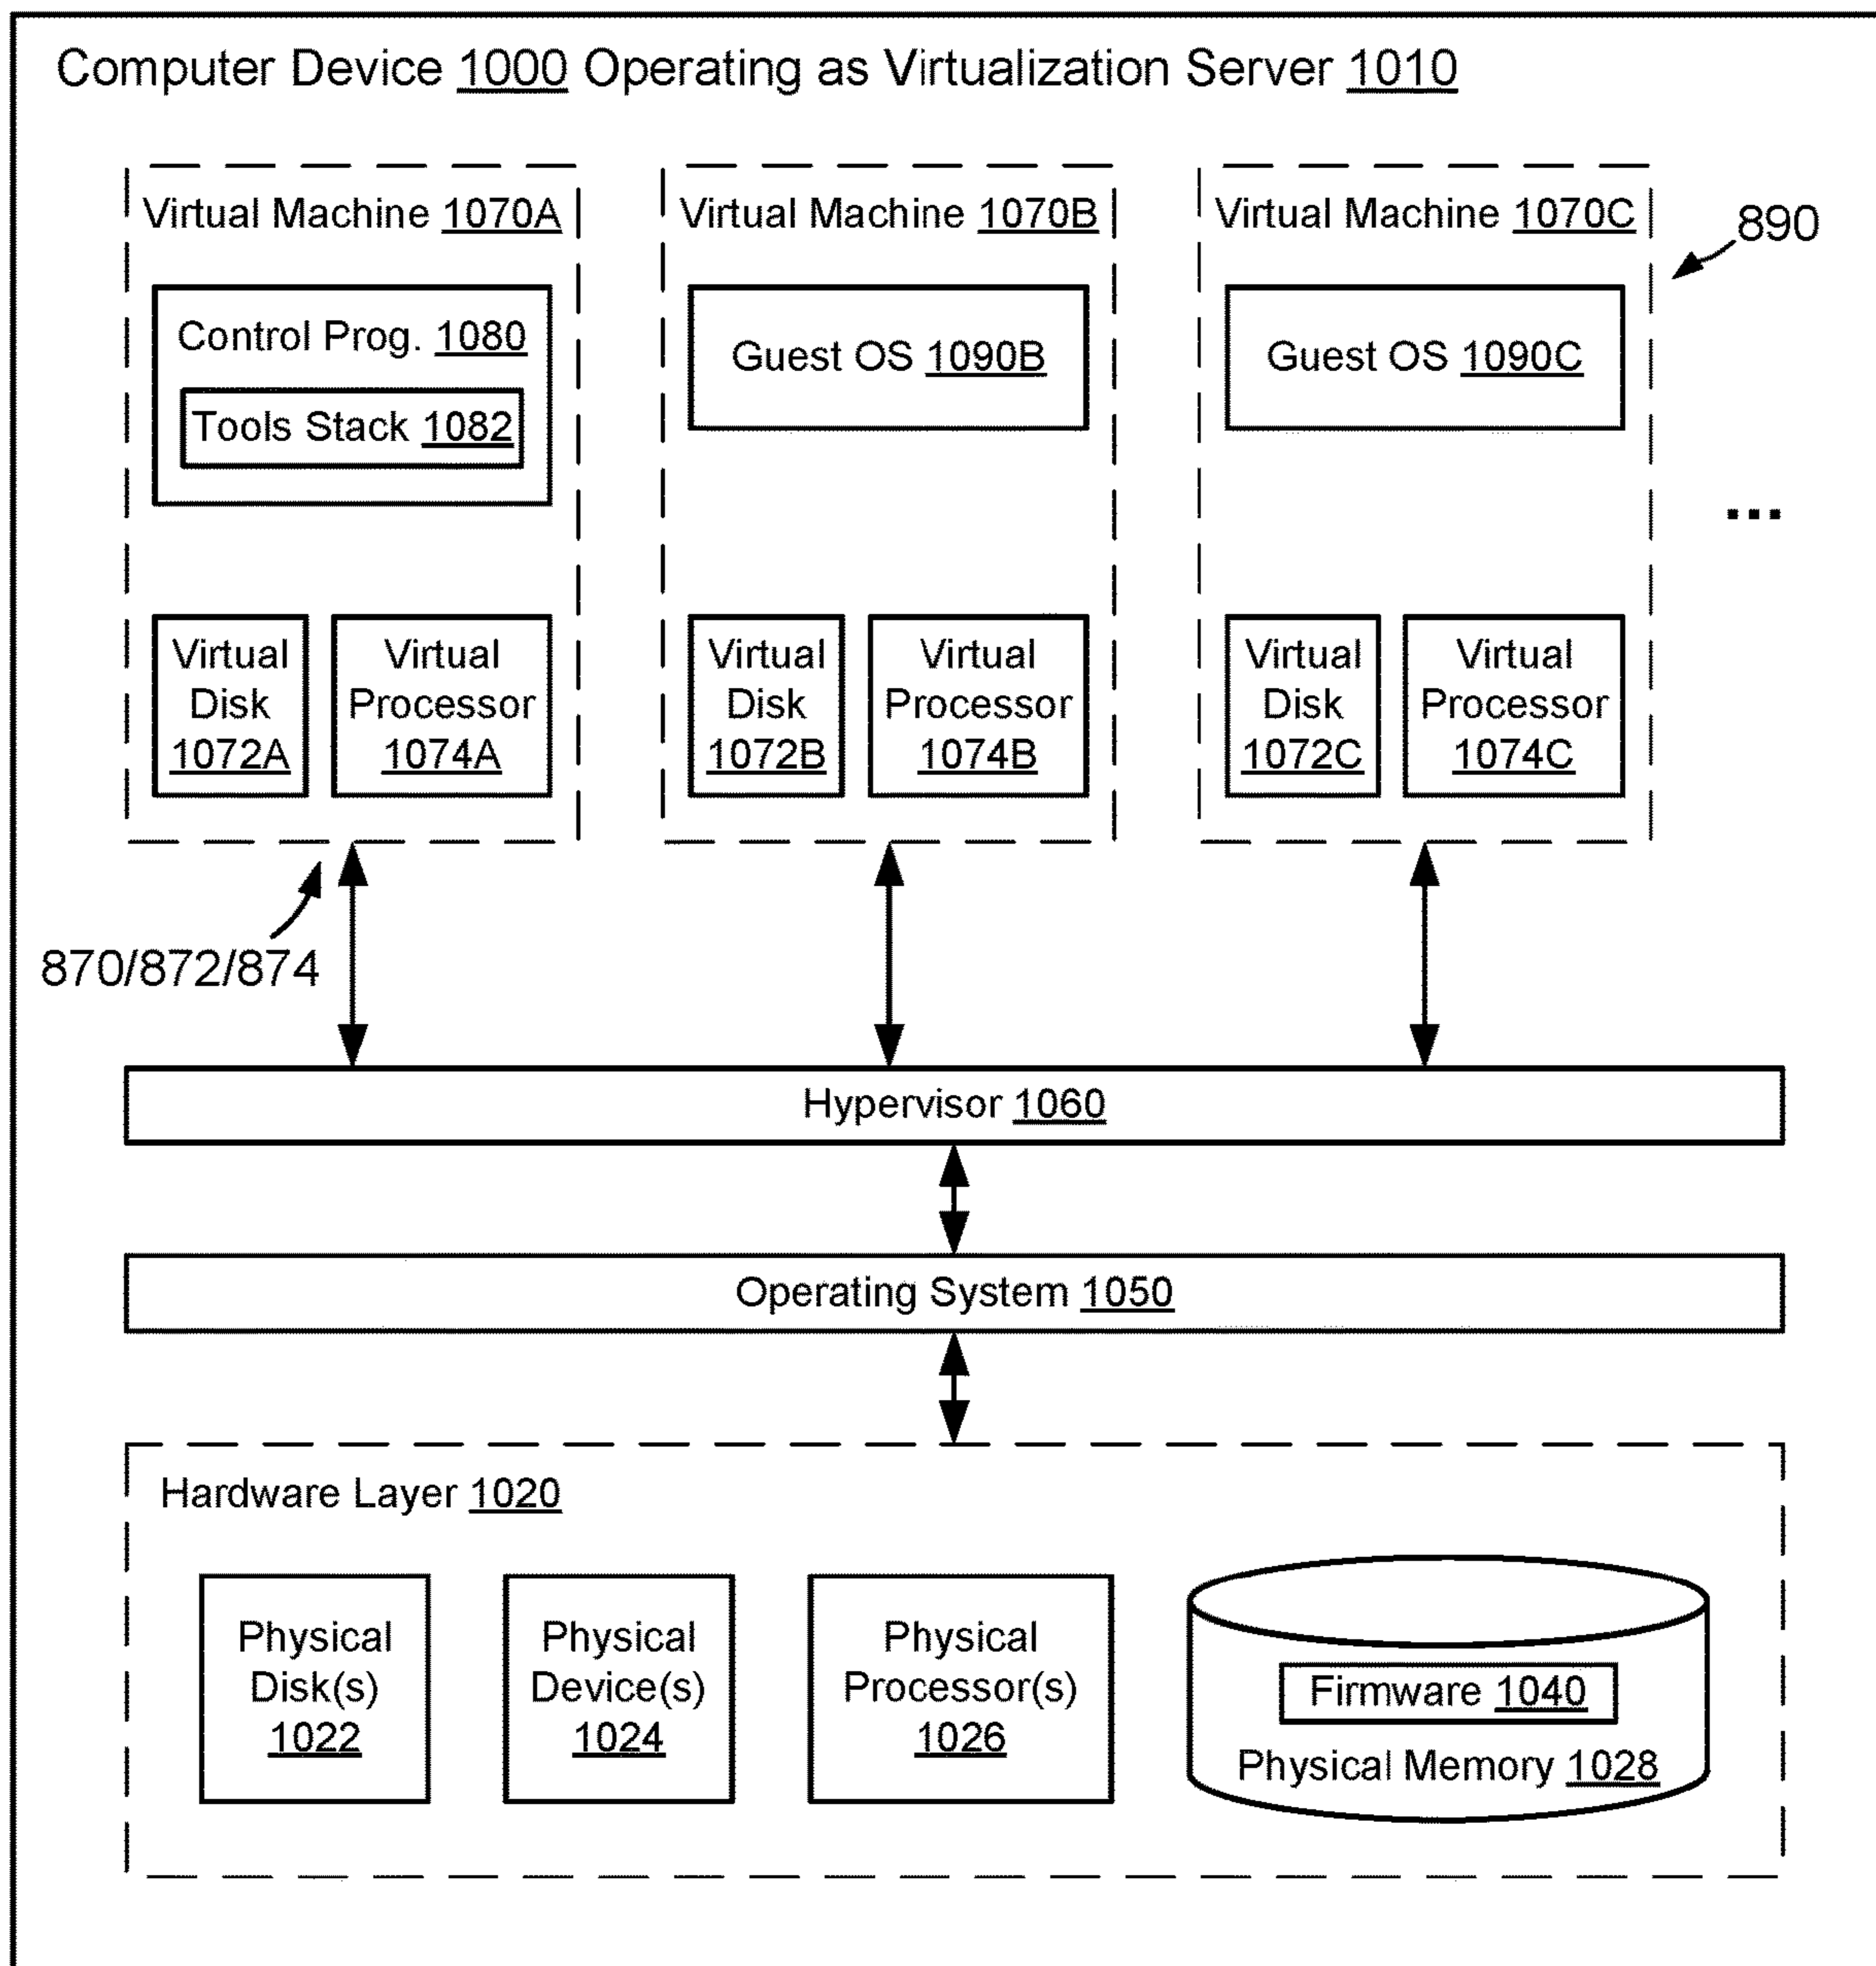 Computer Device 1000 Operating as Virtualization Server 1010
Virtual Machine 1070A
Control Prog. 1080
Tools Stack 1082
Virtual
Disk
1072A
Virtual
Processor
1074A
Virtual Machine 1070B
Guest OS 1090B
Virtual
Disk
1072B
Virtual
Processor
1074B
Virtual Machine 1070C
Guest OS 1090C
Virtual
Disk
1072C
Virtual
Processor
1074C
890
...
870/872/874
Hypervisor 1060
Operating System 1050
Hardware Layer 1020
Physical
Disk(s)
1022
Physical
Device(s)
1024
Physical
Processor(s)
1026
Firmware 1040
Physical Memory 1028